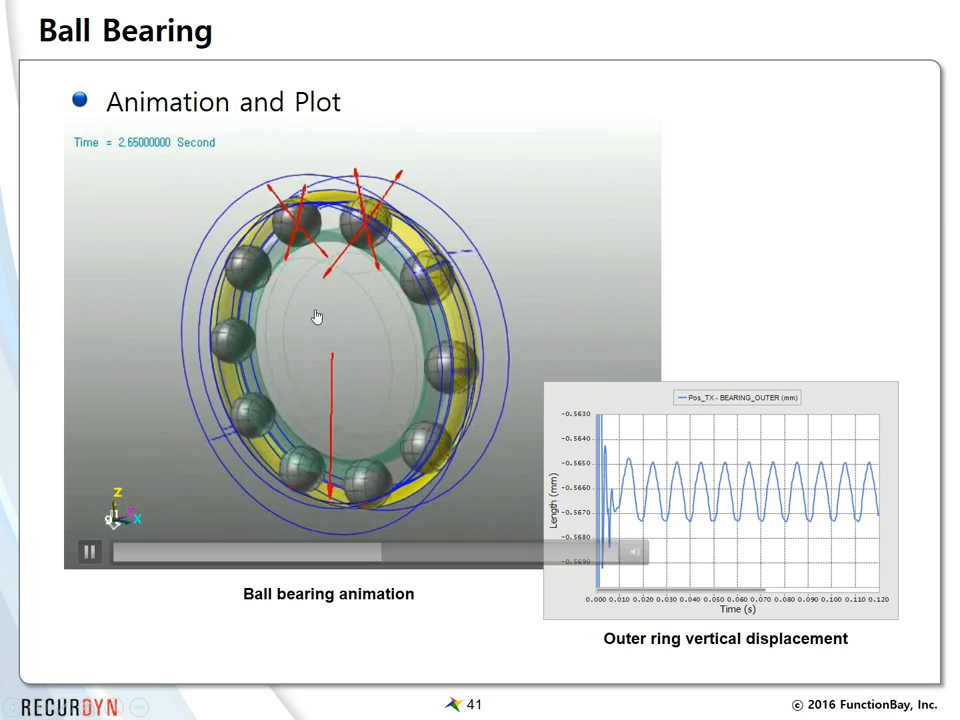 Ball Bearing
Animation and Plot
Time = 2.65000000 Second
Z
Y
X
Pos_TX - BEARING_OUTER (mm)
-0.5630
-0.5640
-0.5650
-0.5660
-0.5670
-0.5680
-0.5690
Length (mm)
0.000 0.010 0.020 0.030 0.040 0.050 0.060 0.070 0.080 0.090 0.100 0.110 0.120
Time (s)
Ball bearing animation
Outer ring vertical displacement
RECURDYN
41
© 2016 FunctionBay, Inc.